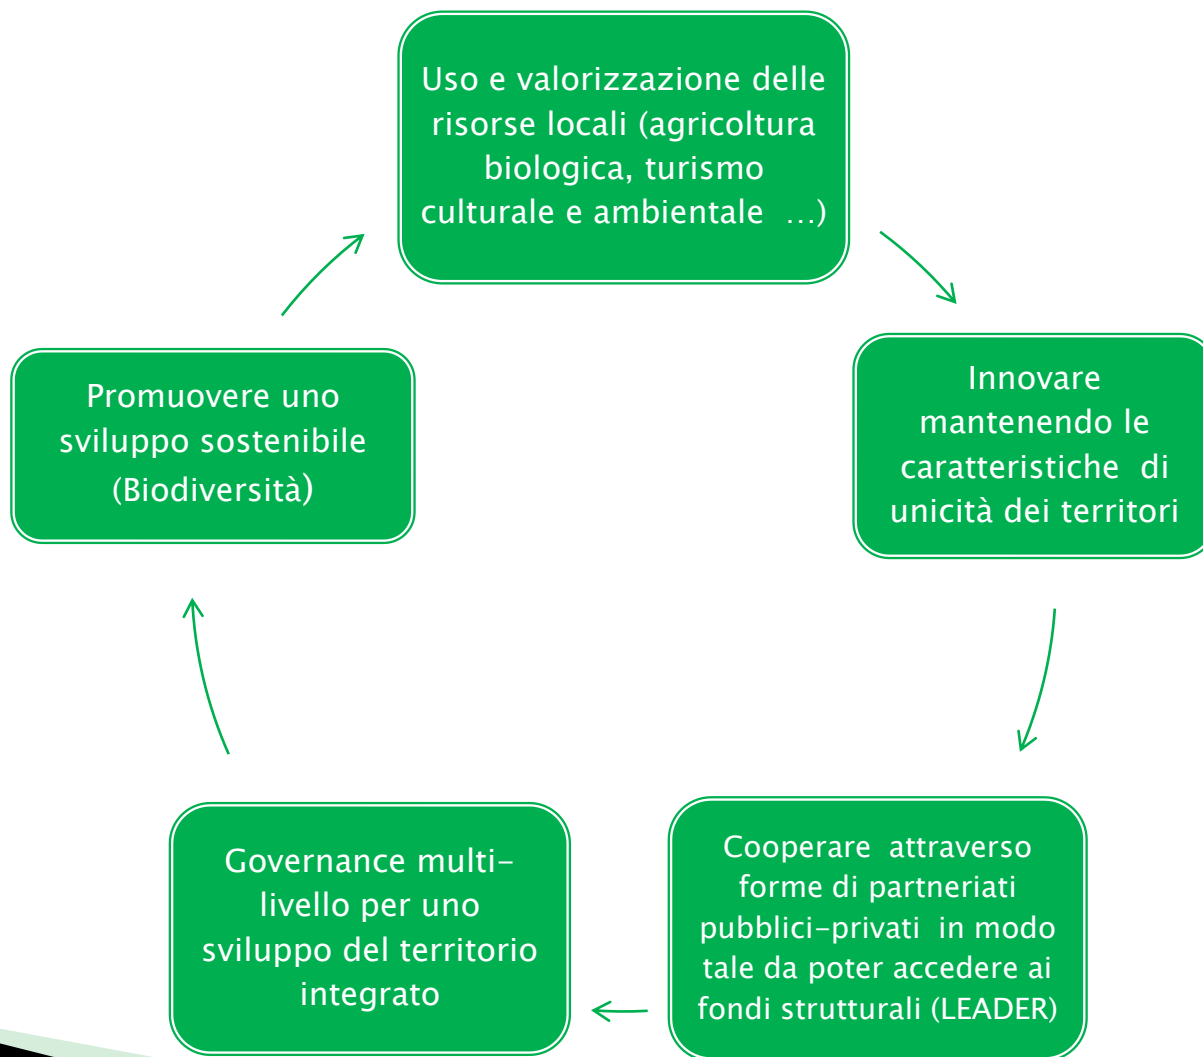 Uso e valorizzazione delle
risorse locali (agricoltura
biologica, turismo
culturale e ambientale  …)
Innovare
mantenendo le
caratteristiche  di
unicità dei territori
Cooperare  attraverso
forme di partneriati
pubblici–privati  in modo
tale da poter accedere ai
fondi strutturali (LEADER)
Governance multi–
livello per uno
sviluppo del territorio
integrato
Promuovere uno
sviluppo sostenibile
(Biodiversità)